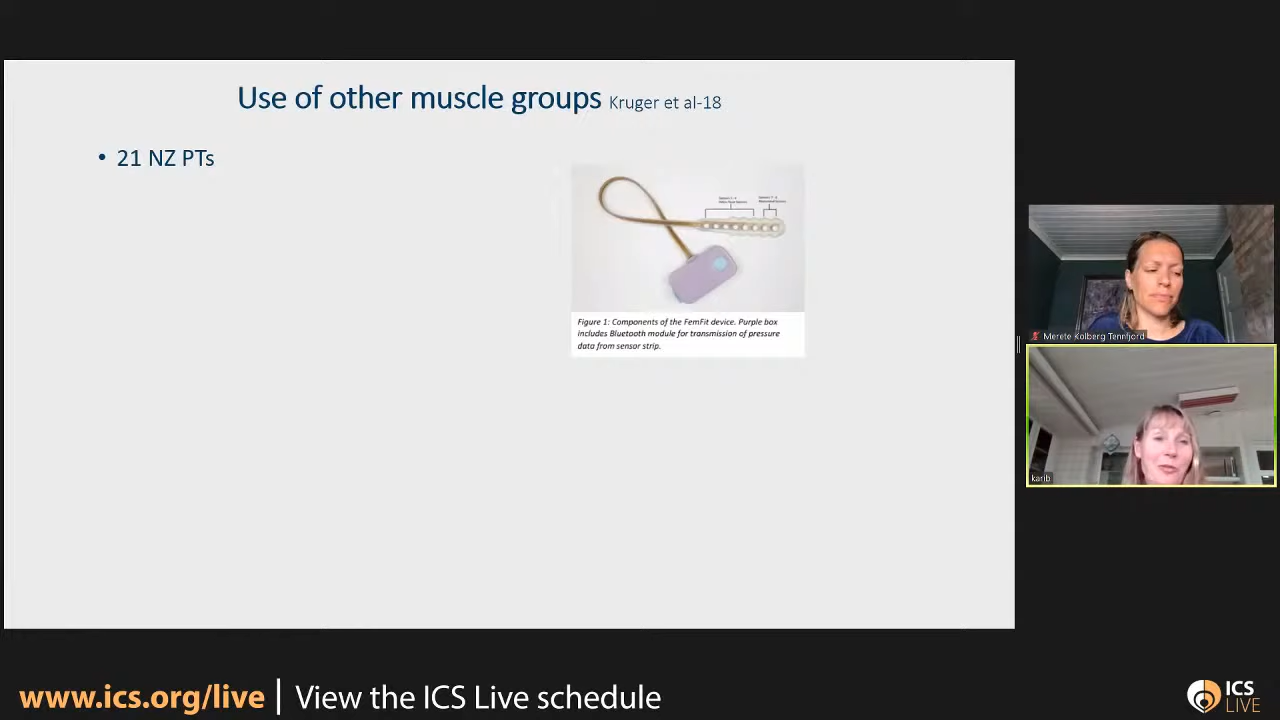 Use of other muscle groups Kruger et al-18
• 21 NZ PTs
Figure 1: Components of the FemFit device. Purple box
includes Bluetooth module for transmission of pressure
data from sensor strip.
Merete Kolberg Tennfjord
karib
www.ics.org/live | View the ICS Live schedule
ICS
LIVE